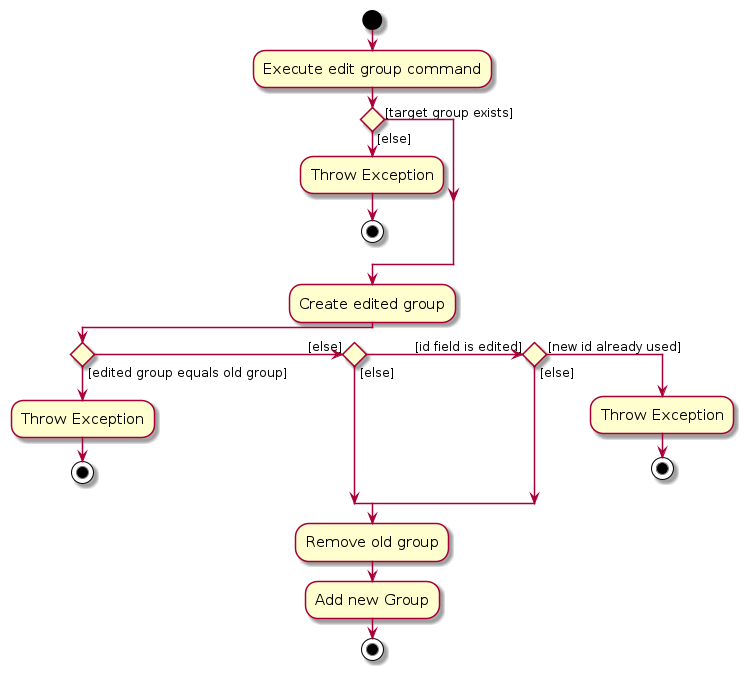 Execute edit group command
[target group exists]
[else]
Throw Exception
Create edited group
[else]
[id field is edited]
[new id already used]
[edited group equals old group]
[else]
[else]
Throw Exception
Throw Exception
Remove old group
Add new Group